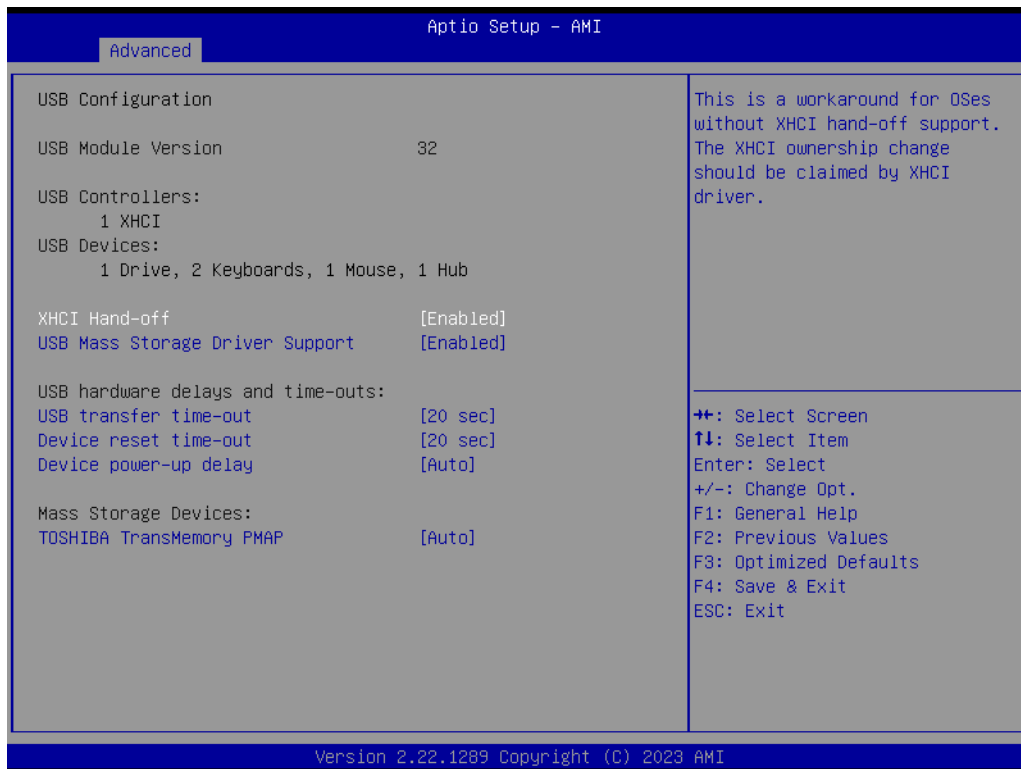 Aptio Setup – AMI
Advanced
USB Configuration
USB Module Version 32
USB Controllers:
1 XHCI
USB Devices:
1 Drive, 2 Keyboards, 1 Mouse, 1 Hub
XHCI Hand-off [Enabled]
USB Mass Storage Driver Support [Enabled]
USB hardware delays and time-outs:
USB transfer time-out [20 sec]
Device reset time-out [20 sec]
Device power-up delay [Auto]
Mass Storage Devices:
TOSHIBA TransMemory PMAP [Auto]
This is a workaround for OSes
without XHCI hand-off support.
The XHCI ownership change
should be claimed by XHCI
driver.
→←: Select Screen
↑↓: Select Item
Enter: Select
+/-: Change Opt.
F1: General Help
F2: Previous Values
F3: Optimized Defaults
F4: Save & Exit
ESC: Exit
Version 2.22.1289 Copyright (C) 2023 AMI